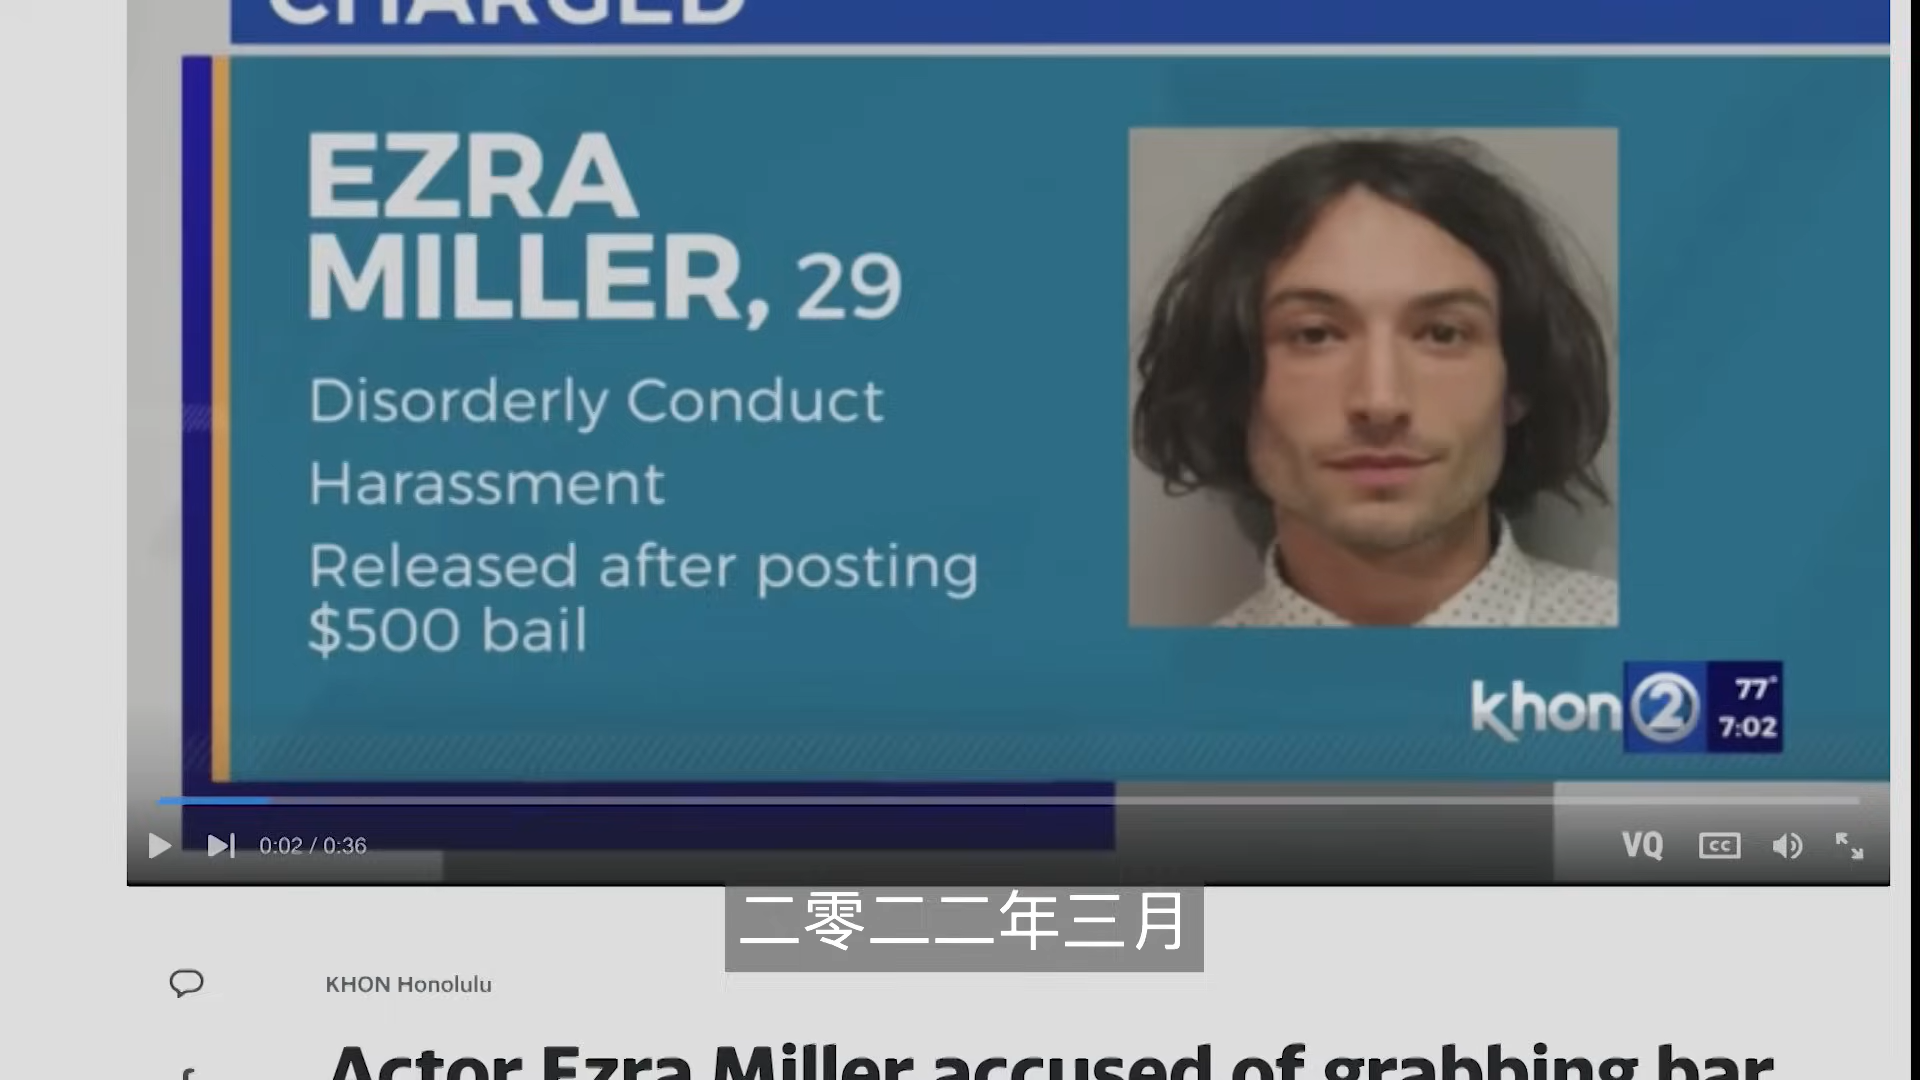 CHARGED
EZRA
MILLER, 29
Disorderly Conduct
Harassment
Released after posting
$500 bail
khon 2
77°
7:02
0:02 / 0:36
VQ
CC
二零二二年三月
KHON Honolulu
Actor Ezra Miller accused of grabbing bar